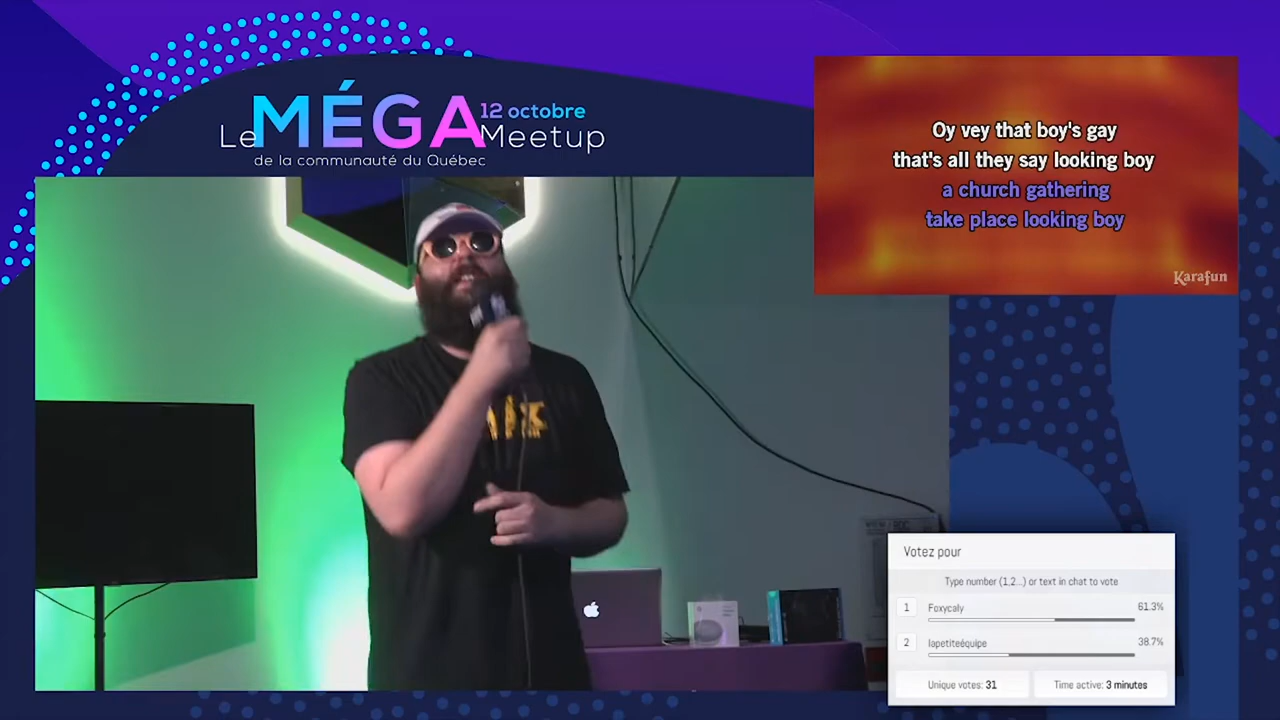 Le MÉGA 12 octobre
Meetup
de la communauté du Québec
Oy vey that boy's gay
that's all they say looking boy
a church gathering
take place looking boy
Karafun
Votez pour
Type number (1,2...) or text in chat to vote
1 Foxycaly 61.3%
2 lapetiteéquipe 38.7%
Unique votes: 31 Time active: 3 minutes